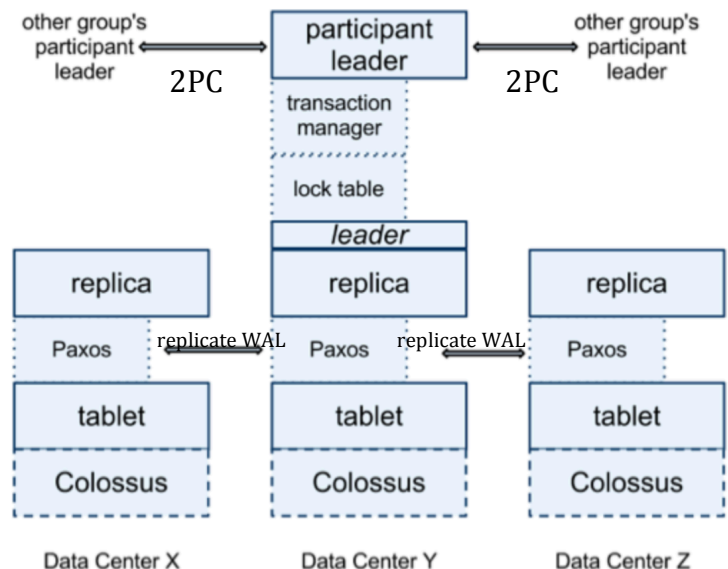 other group's
participant
leader
2PC
participant
leader
2PC
other group's
participant
leader
transaction
manager
lock table
leader
replica
replica
replica
Paxos
replicate WAL
Paxos
replicate WAL
Paxos
tablet
tablet
tablet
Colossus
Colossus
Colossus
Data Center X
Data Center Y
Data Center Z